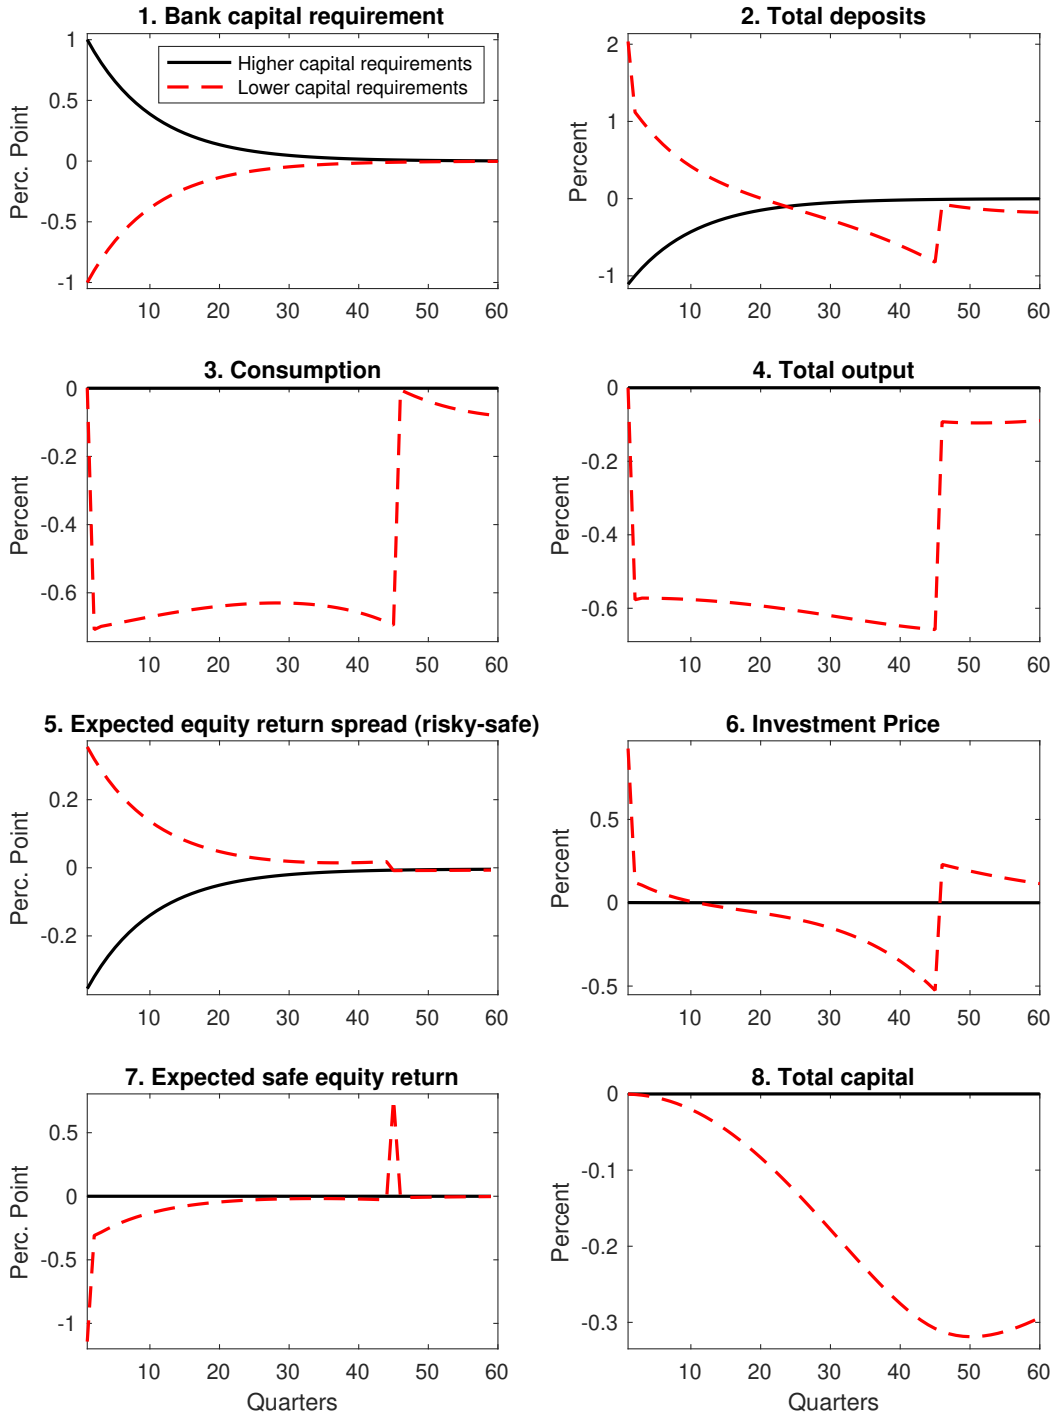 1. Bank capital requirement
Perc. Point
1
0.5
0
-0.5
-1
Higher capital requirements
Lower capital requirements
10 20 30 40 50 60
2. Total deposits
Percent
2
1
0
-1
10 20 30 40 50 60
3. Consumption
Percent
0
-0.2
-0.4
-0.6
10 20 30 40 50 60
4. Total output
Percent
0
-0.2
-0.4
-0.6
10 20 30 40 50 60
5. Expected equity return spread (risky-safe)
Perc. Point
0.2
0
-0.2
10 20 30 40 50 60
6. Investment Price
Percent
0.5
0
-0.5
10 20 30 40 50 60
7. Expected safe equity return
Perc. Point
0.5
0
-0.5
-1
10 20 30 40 50 60
Quarters
8. Total capital
Percent
0
-0.1
-0.2
-0.3
10 20 30 40 50 60
Quarters